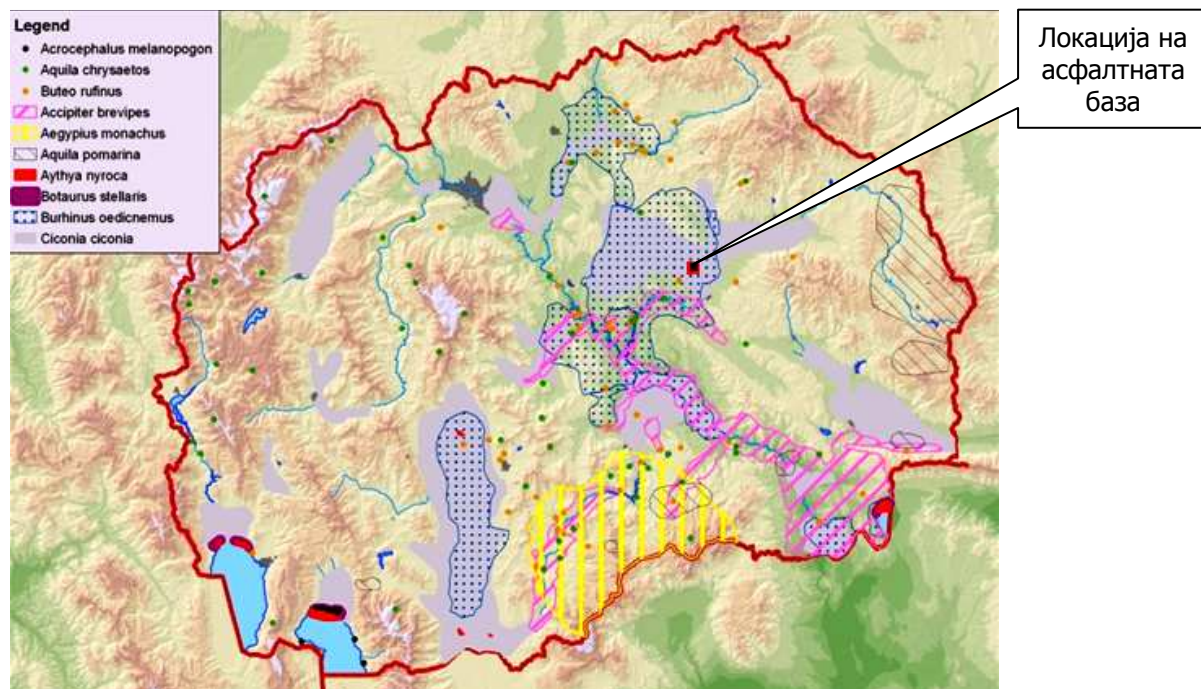 Legend
Acrocephalus melanopogon
Aquila chrysaetos
Buteo rufinus
Accipiter brevipes
Aegypius monachus
Aquila pomarina
Aythya nyroca
Botaurus stellaris
Burhinus oedicnemus
Ciconia ciconia
Локација на
асфалтната
база